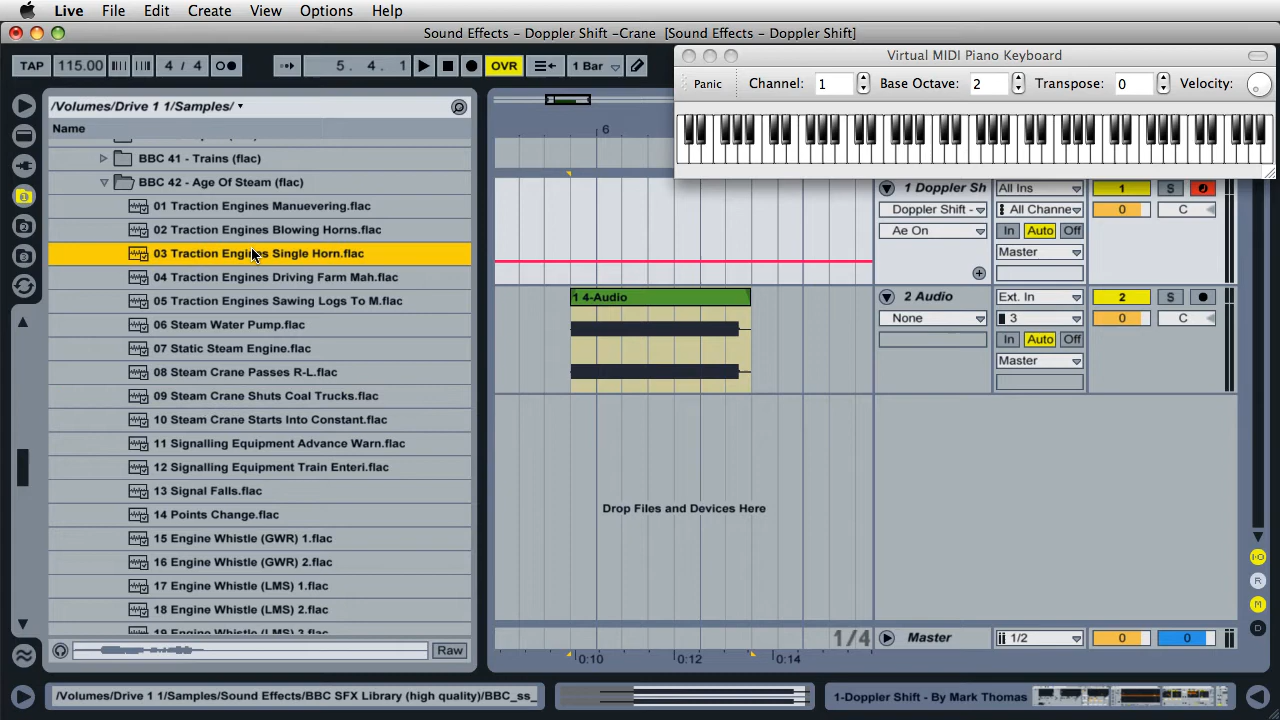 Live File Edit Create View Options Help
Sound Effects - Doppler Shift -Crane [Sound Effects - Doppler Shift]
TAP 115.00 4 / 4 5. 4. 1 OVR 1 Bar
Virtual MIDI Piano Keyboard
Panic Channel: 1 Base Octave: 2 Transpose: 0 Velocity:
/Volumes/Drive 1 1/Samples/
Name
6
BBC 41 - Trains (flac)
BBC 42 - Age Of Steam (flac)
01 Traction Engines Manuevering.flac
02 Traction Engines Blowing Horns.flac
03 Traction Engines Single Horn.flac
04 Traction Engines Driving Farm Mah.flac
05 Traction Engines Sawing Logs To M.flac
06 Steam Water Pump.flac
07 Static Steam Engine.flac
08 Steam Crane Passes R-L.flac
09 Steam Crane Shuts Coal Trucks.flac
10 Steam Crane Starts Into Constant.flac
11 Signalling Equipment Advance Warn.flac
12 Signalling Equipment Train Enteri.flac
13 Signal Falls.flac
14 Points Change.flac
15 Engine Whistle (GWR) 1.flac
16 Engine Whistle (GWR) 2.flac
17 Engine Whistle (LMS) 1.flac
18 Engine Whistle (LMS) 2.flac
19 Engine Whistle (LMS) 3.flac
Raw
1 Doppler Sh All Ins 1 S
Doppler Shift - All Channe 0 C
Ae On In Auto Off
Master
1 4-Audio
2 Audio Ext. In 2 S
None 3 0 C
In Auto Off
Master
Drop Files and Devices Here
I·O
R
M
D
1/4 Master 1/2 0 0
0:10 0:12 0:14
/Volumes/Drive 1 1/Samples/Sound Effects/BBC SFX Library (high quality)/BBC_ss_
1-Doppler Shift - By Mark Thomas